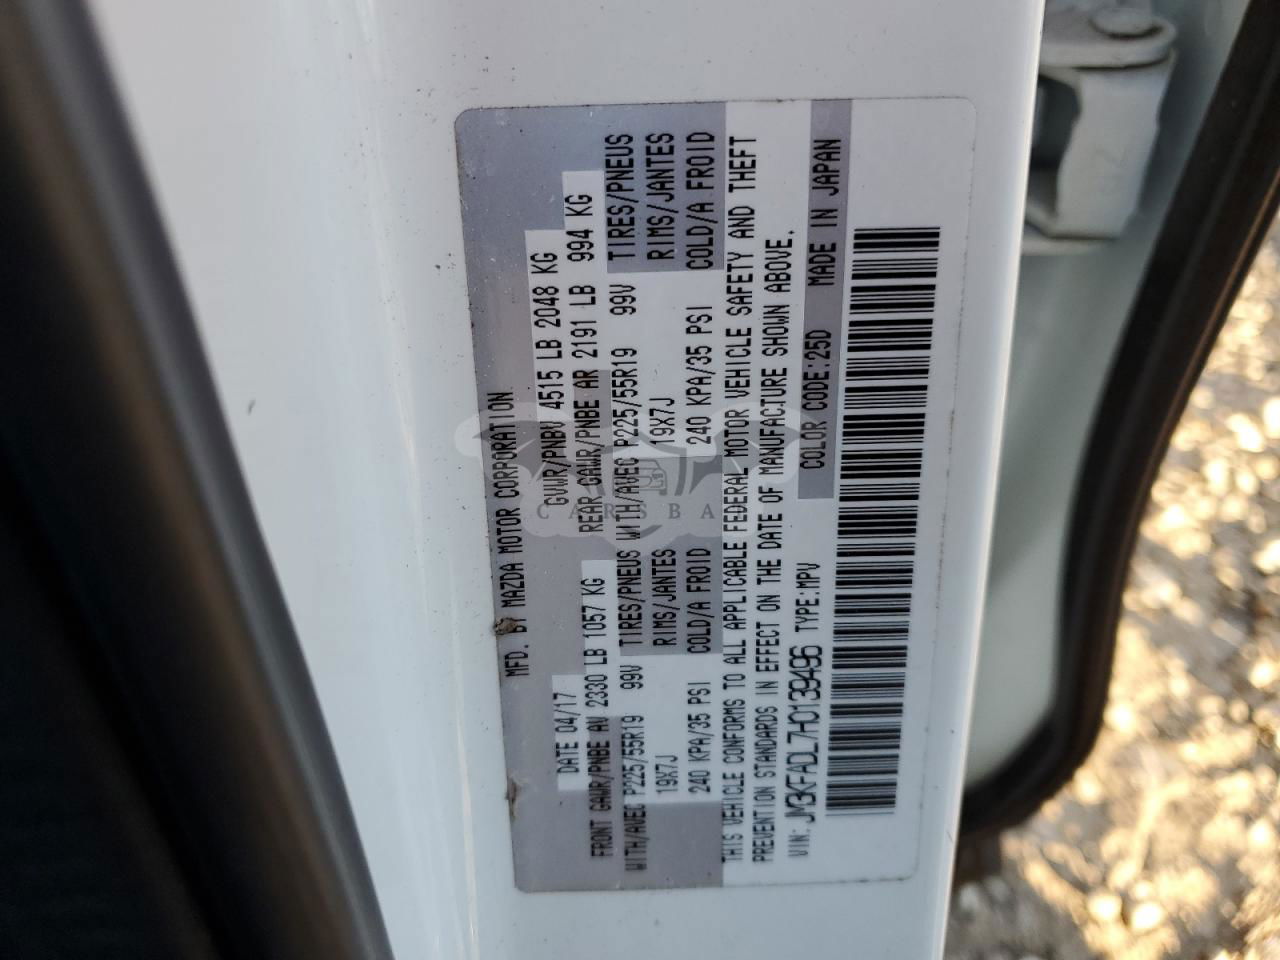 MFD. BY MAZDA MOTOR CORPORATION
DATE 04/17 GVWR/PNBV 4515 LB 2048 KG
FRONT GAWR/PNBE AV 2330 LB 1057 KG REAR GAWR/PNBE AR 2191 LB 994 KG
WITH/AVEC P225/55R19 99V TIRES/PNEUS WITH/AVEC P225/55R19 99V TIRES/PNEUS
19X7J RIMS/JANTES 19X7J RIMS/JANTES
240 KPA/35 PSI COLD/A FROID 240 KPA/35 PSI COLD/A FROID
THIS VEHICLE CONFORMS TO ALL APPLICABLE FEDERAL MOTOR VEHICLE SAFETY AND THEFT
PREVENTION STANDARDS IN EFFECT ON THE DATE OF MANUFACTURE SHOWN ABOVE.
VIN: JM3KFADL7H0139496 TYPE:MPV COLOR CODE:25D MADE IN JAPAN